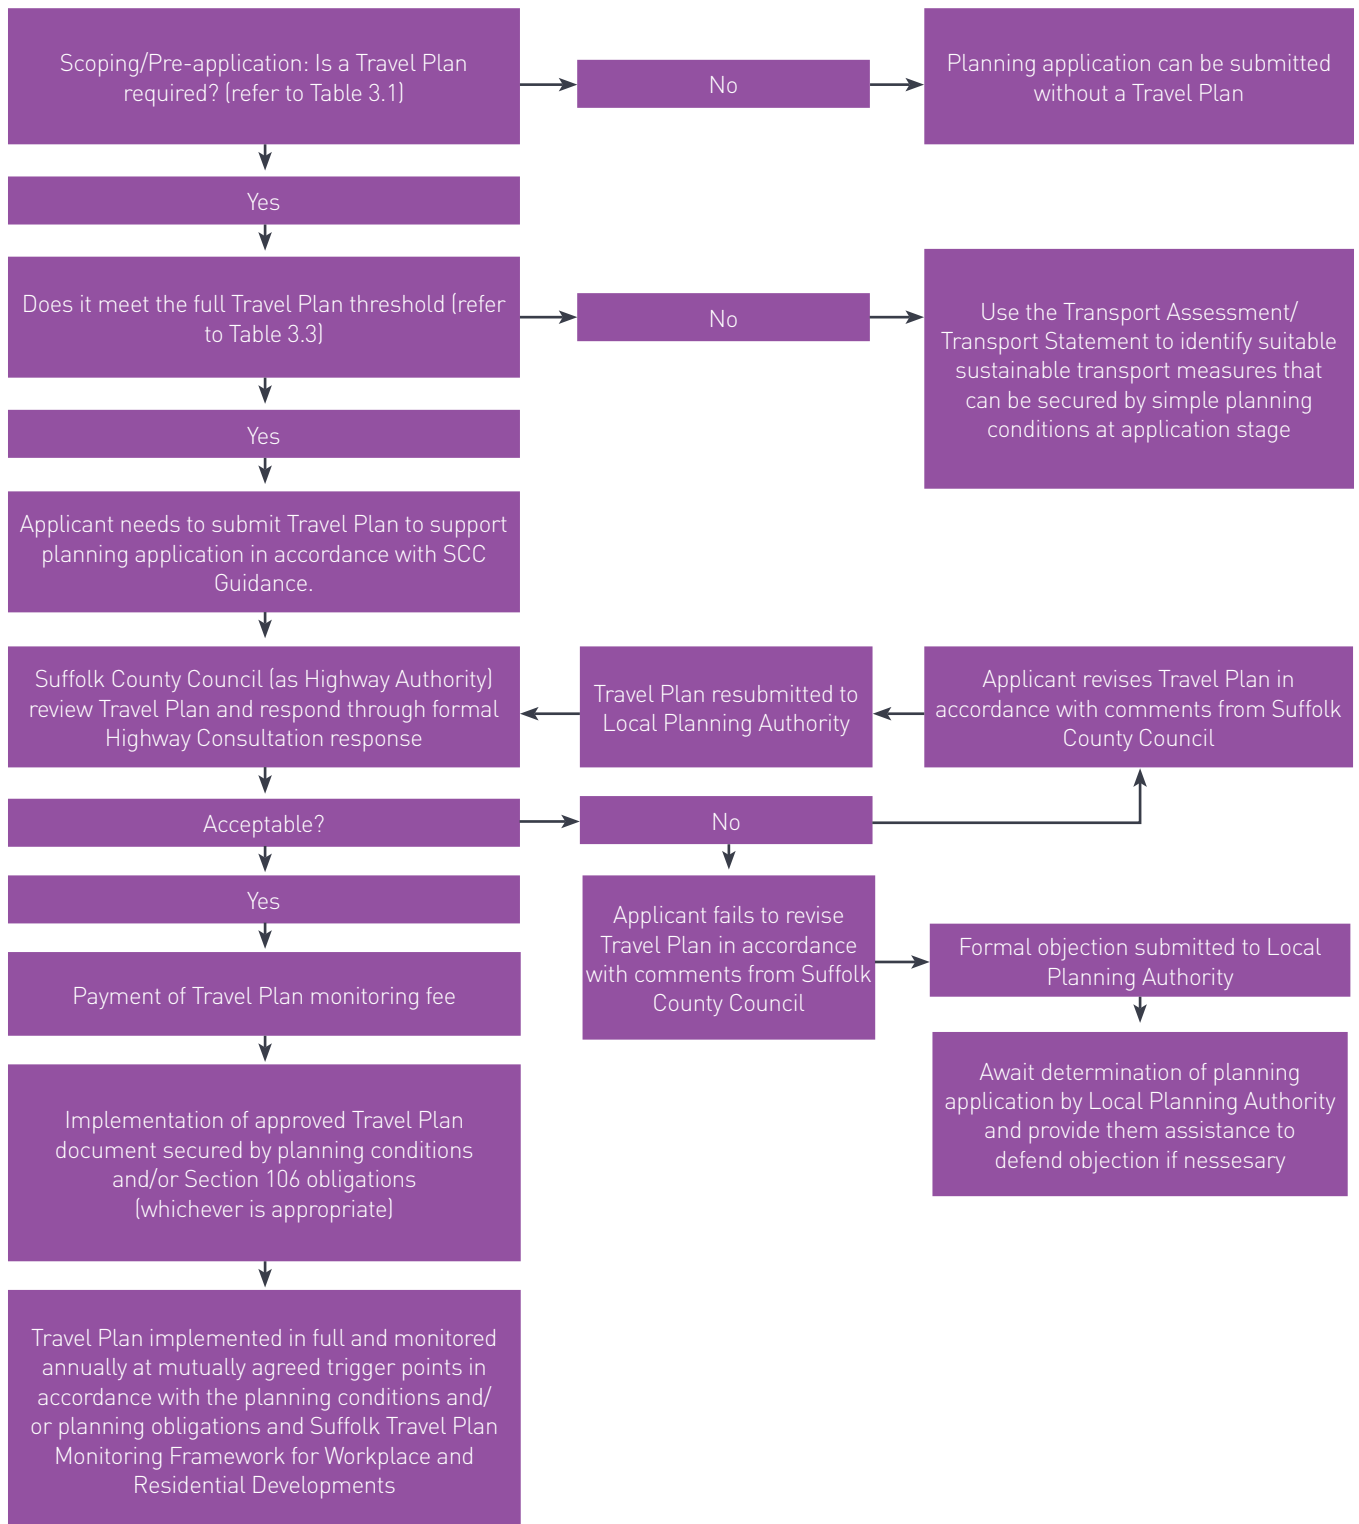 Scoping/Pre-application: Is a Travel Plan
required? (refer to Table 3.1)
No
Planning application can be submitted
without a Travel Plan
Yes
Does it meet the full Travel Plan threshold (refer
to Table 3.3)
No
Use the Transport Assessment/
Transport Statement to identify suitable
sustainable transport measures that
can be secured by simple planning
conditions at application stage
Yes
Applicant needs to submit Travel Plan to support
planning application in accordance with SCC
Guidance.
Suffolk County Council (as Highway Authority)
review Travel Plan and respond through formal
Highway Consultation response
Travel Plan resubmitted to
Local Planning Authority
Applicant revises Travel Plan in
accordance with comments from Suffolk
County Council
Acceptable?
No
Yes
Applicant fails to revise
Travel Plan in accordance
with comments from Suffolk
County Council
Formal objection submitted to Local
Planning Authority
Payment of Travel Plan monitoring fee
Await determination of planning
application by Local Planning Authority
and provide them assistance to
defend objection if nessesary
Implementation of approved Travel Plan
document secured by planning conditions
and/or Section 106 obligations
(whichever is appropriate)
Travel Plan implemented in full and monitored
annually at mutually agreed trigger points in
accordance with the planning conditions and/
or planning obligations and Suffolk Travel Plan
Monitoring Framework for Workplace and
Residential Developments